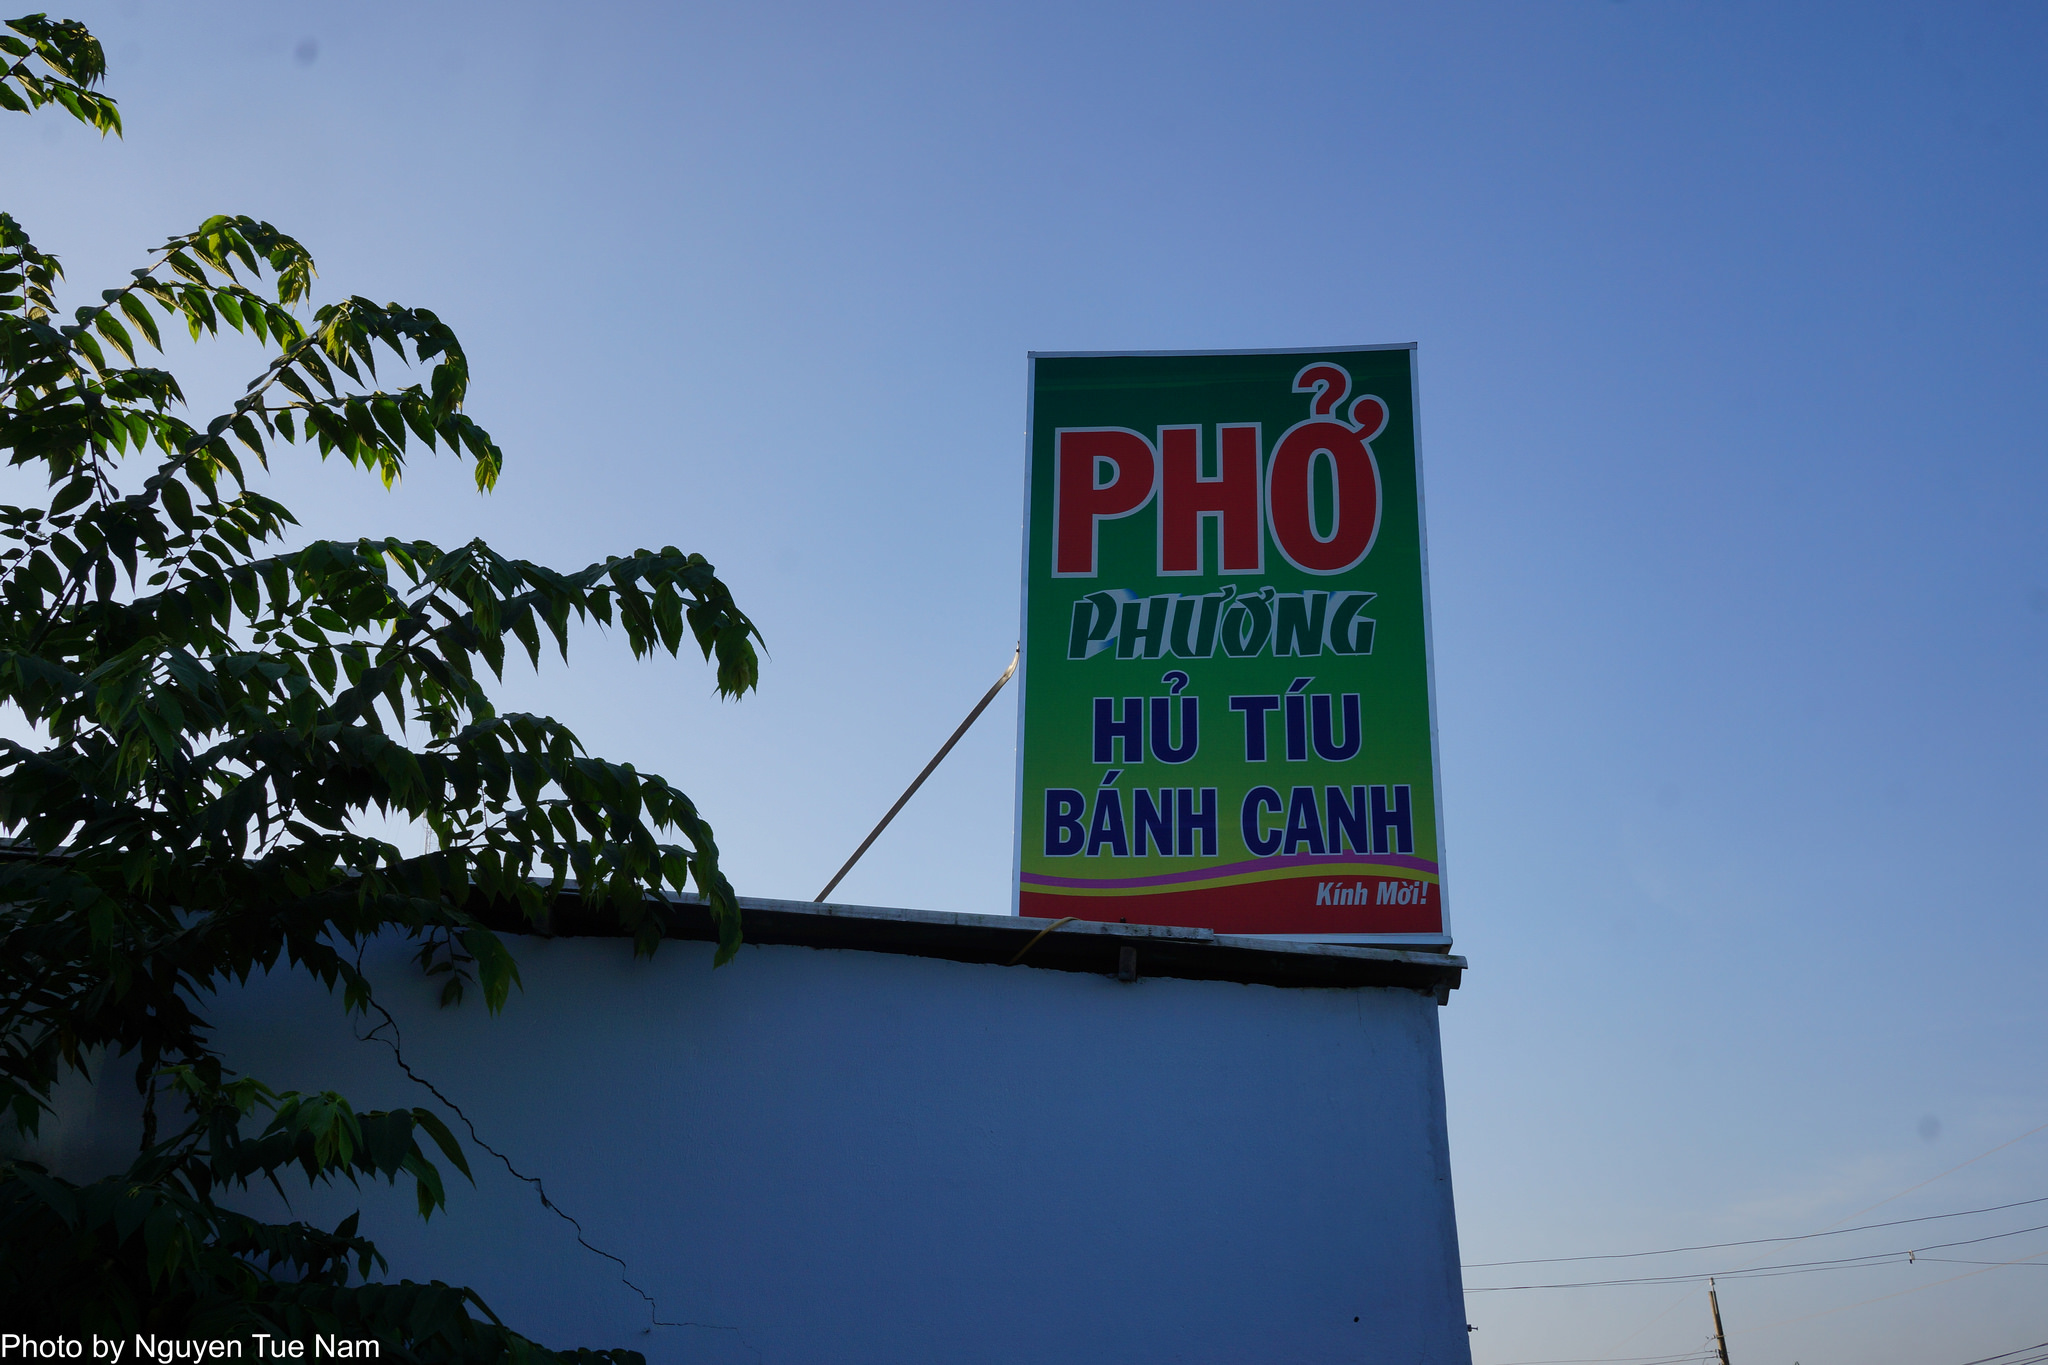 PHỞ
PHƯƠNG
HỦ TÍU
BÁNH CANH
Kính Mời!
Photo by Nguyen Tue Nam